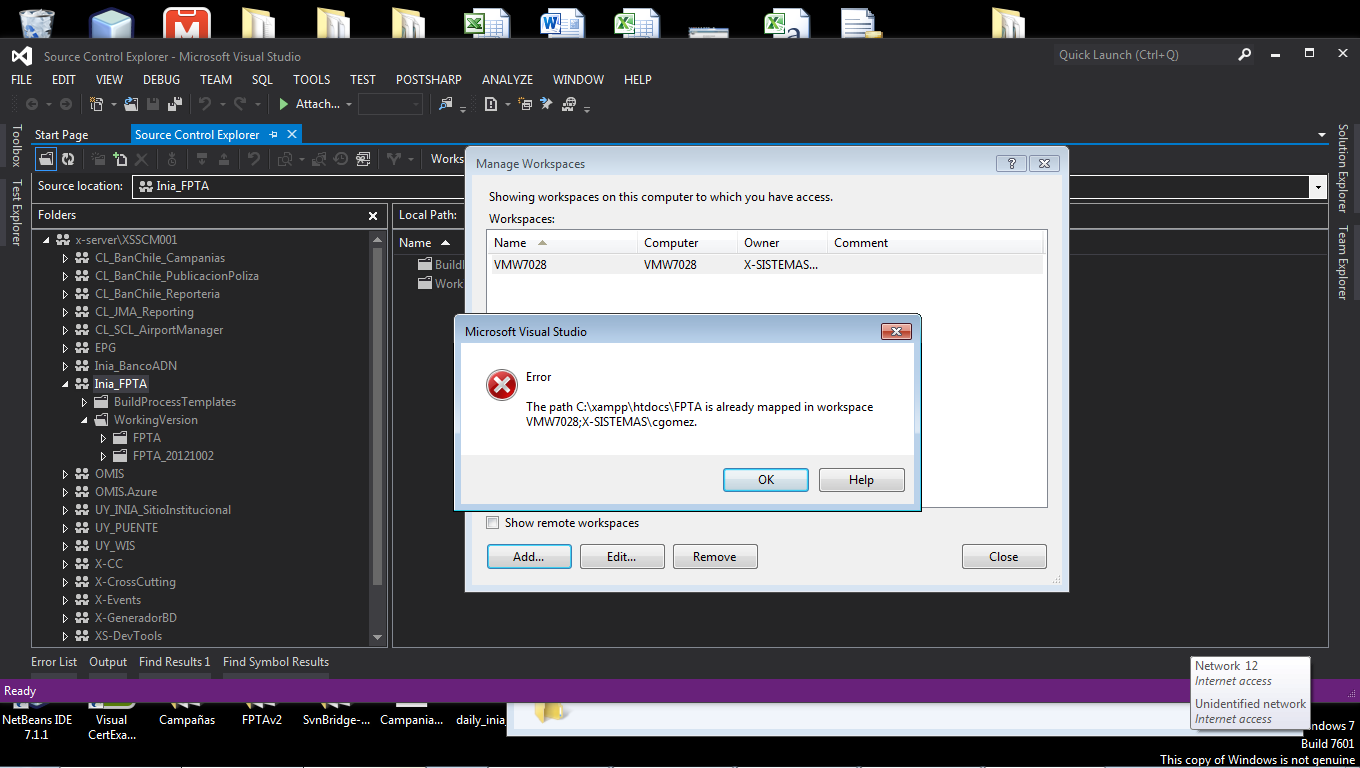 Source Control Explorer - Microsoft Visual Studio
Quick Launch (Ctrl+Q)
FILE EDIT VIEW DEBUG TEAM SQL TOOLS TEST POSTSHARP ANALYZE WINDOW HELP
Attach...
Toolbox
Test Explorer
Start Page
Source Control Explorer
Solution Explorer
Team Explorer
Works
Source location:
Inia_FPTA
Folders
Local Path:
x-server\XSSCM001
CL_BanChile_Campanias
CL_BanChile_PublicacionPoliza
CL_BanChile_Reporteria
CL_JMA_Reporting
CL_SCL_AirportManager
EPG
Inia_BancoADN
Inia_FPTA
BuildProcessTemplates
WorkingVersion
FPTA
FPTA_20121002
OMIS
OMIS.Azure
UY_INIA_SitioInstitucional
UY_PUENTE
UY_WIS
X-CC
X-CrossCutting
X-Events
X-GeneradorBD
XS-DevTools
Name
Build
Work
Manage Workspaces
Showing workspaces on this computer to which you have access.
Workspaces:
Name Computer Owner Comment
VMW7028 VMW7028 X-SISTEMAS...
Microsoft Visual Studio
Error
The path C:\xampp\htdocs\FPTA is already mapped in workspace
VMW7028;X-SISTEMAS\cgomez.
OK Help
Show remote workspaces
Add... Edit... Remove Close
Error List Output Find Results 1 Find Symbol Results
Ready
Network 12
Internet access
Unidentified network
Internet access
NetBeans IDE
7.1.1
Visual
CertExa...
Campañas
FPTAv2
SvnBridge-...
Campania...
daily_inia
ndows 7
Build 7601
This copy of Windows is not genuine